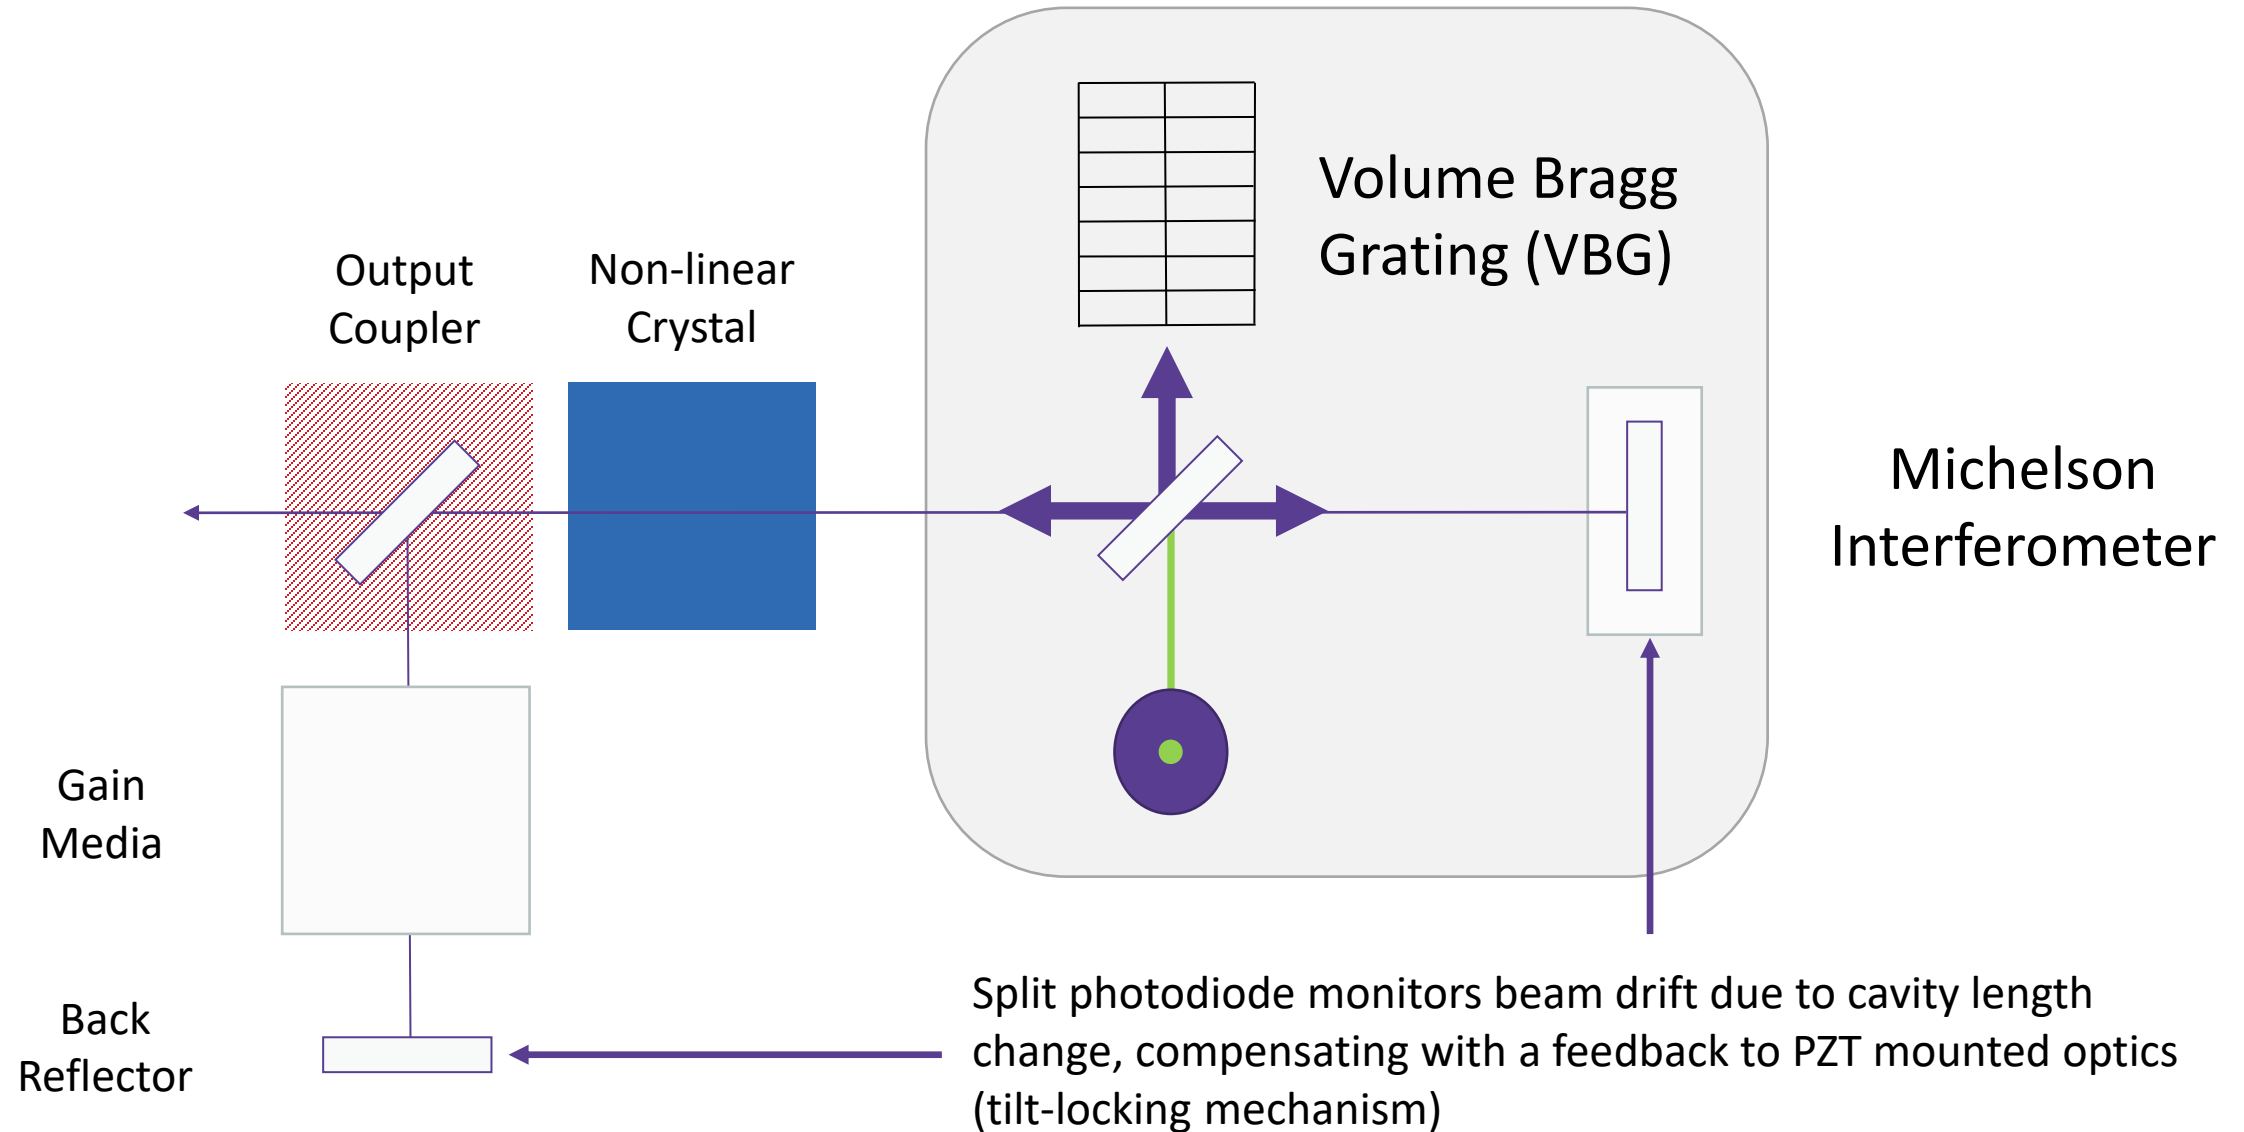 Volume Bragg
Grating (VBG)
Output
Coupler
Non-linear
Crystal
Michelson
Interferometer
Gain
Media
Back
Reflector
Split photodiode monitors beam drift due to cavity length
change, compensating with a feedback to PZT mounted optics
(tilt-locking mechanism)